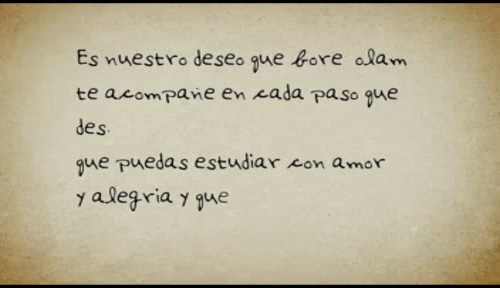 Es nuestro deseo que bore olam
te acompañe en cada paso que
des.
que puedas estudiar con amor
y alegria y que